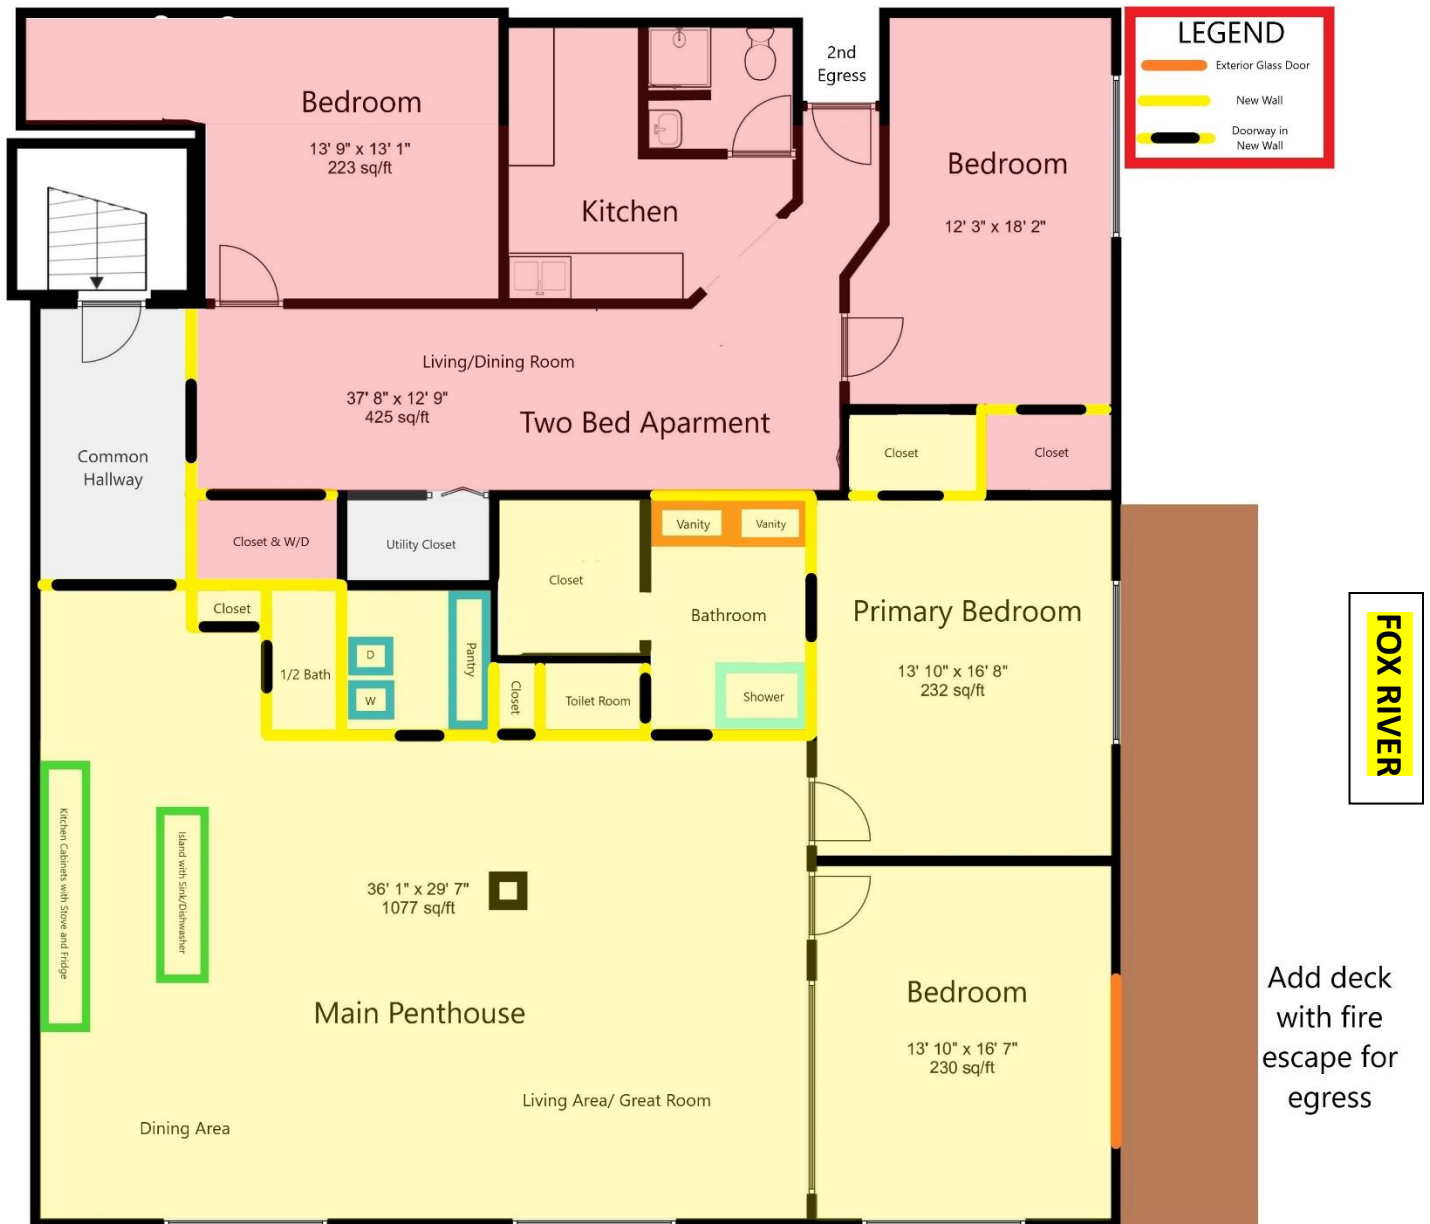 LEGEND
Exterior Glass Door
New Wall
Doorway in
New Wall
2nd
Egress
Bedroom
13' 9" x 13' 1"
223 sq/ft
Kitchen
Bedroom
12' 3" x 18' 2"
Living/Dining Room
37' 8" x 12' 9"
425 sq/ft
Two Bed Aparment
Common
Hallway
Closet
Closet
Closet & W/D
Utility Closet
Vanity
Vanity
Closet
Bathroom
Closet
1/2 Bath
D
W
Pantry
Closet
Toilet Room
Shower
Primary Bedroom
13' 10" x 16' 8"
232 sq/ft
FOX RIVER
Kitchen Cabinets with Stove and Fridge
Island with Sink/Dishwasher
36' 1" x 29' 7"
1077 sq/ft
Main Penthouse
Bedroom
13' 10" x 16' 7"
230 sq/ft
Living Area/ Great Room
Dining Area
Add deck
with fire
escape for
egress